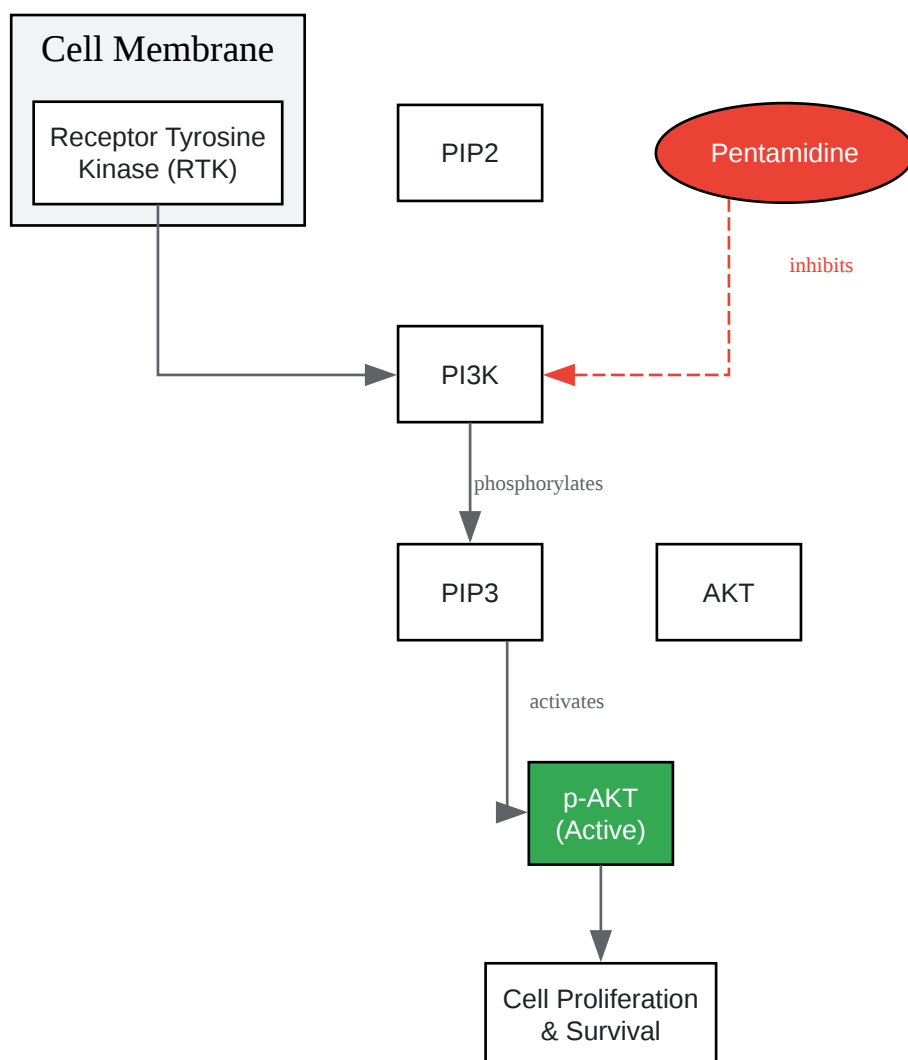 Cell Membrane
Receptor Tyrosine
Kinase (RTK)
PIP2
Pentamidine
inhibits
PI3K
phosphorylates
PIP3
AKT
activates
p-AKT
(Active)
Cell Proliferation
& Survival